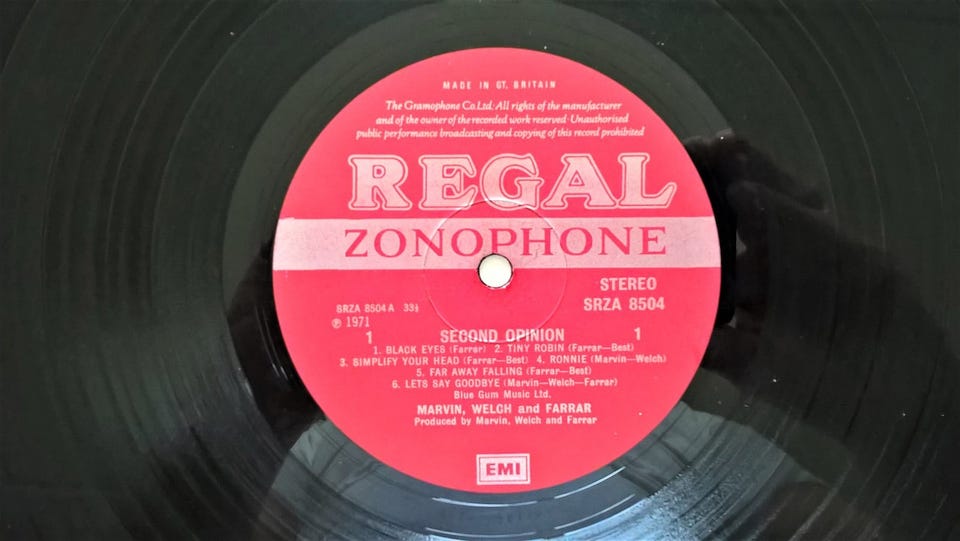 MADE IN GT. BRITAIN
The Gramophone Co.Ltd. All rights of the manufacturer
and of the owner of the recorded work reserved· Unauthorised
public performance broadcasting and copying of this record prohibited
REGAL
ZONOPHONE
STEREO
SRZA 8504
SRZA 8504 A 33⅓
℗ 1971
1 SECOND OPINION 1
1. BLACK EYES (Farrar) 2. TINY ROBIN (Farrar—Best)
3. SIMPLIFY YOUR HEAD (Farrar—Best) 4. RONNIE (Marvin—Welch)
5. FAR AWAY FALLING (Farrar—Best)
6. LETS SAY GOODBYE (Marvin—Welch—Farrar)
Blue Gum Music Ltd.
MARVIN, WELCH and FARRAR
Produced by Marvin, Welch and Farrar
EMI